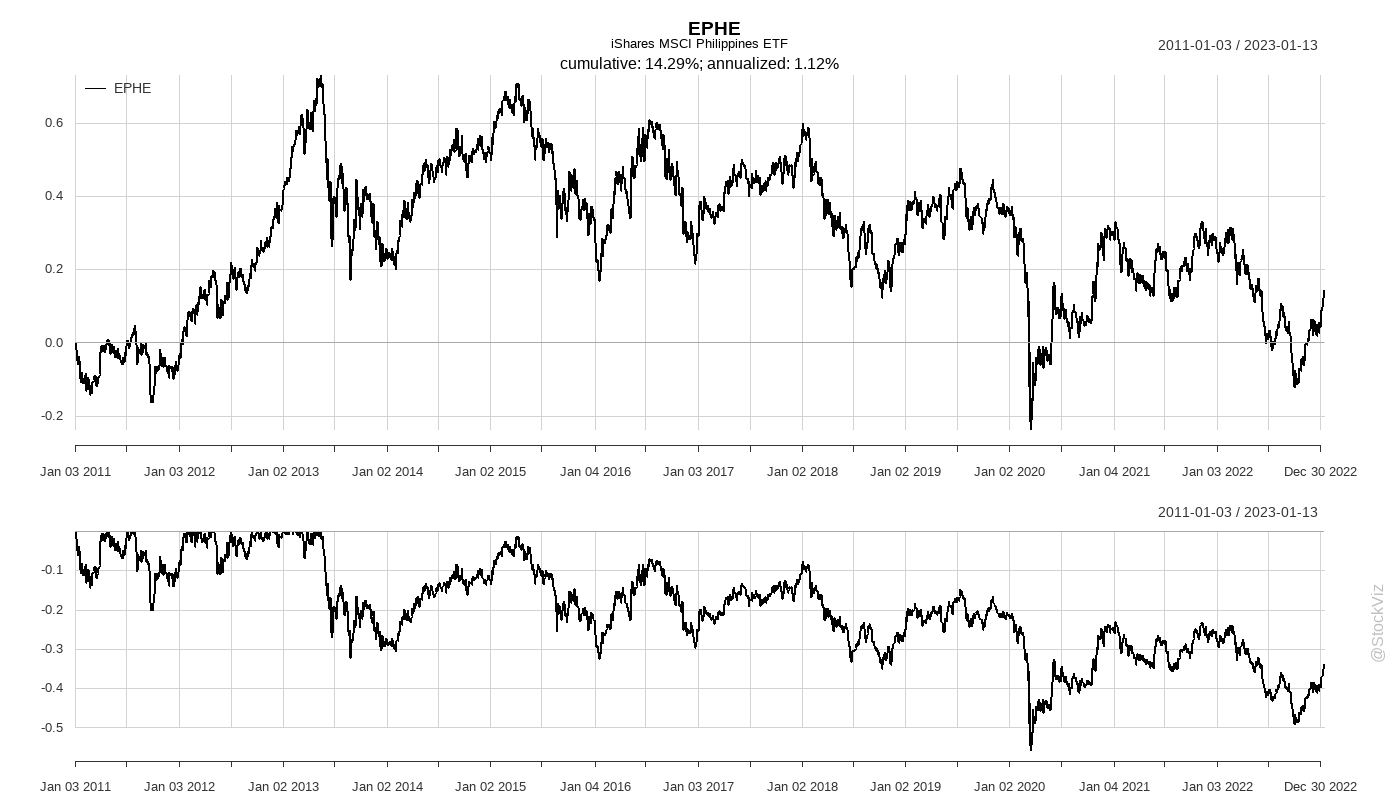 EPHE
iShares MSCI Philippines ETF
2011-01-03 / 2023-01-13
cumulative: 14.29%; annualized: 1.12%
EPHE
0.6
0.4
0.2
0.0
-0.2
Jan 03 2011 Jan 03 2012 Jan 02 2013 Jan 02 2014 Jan 02 2015 Jan 04 2016 Jan 03 2017 Jan 02 2018 Jan 02 2019 Jan 02 2020 Jan 04 2021 Jan 03 2022 Dec 30 2022
2011-01-03 / 2023-01-13
-0.1
-0.2
-0.3
-0.4
-0.5
@StockViz
Jan 03 2011 Jan 03 2012 Jan 02 2013 Jan 02 2014 Jan 02 2015 Jan 04 2016 Jan 03 2017 Jan 02 2018 Jan 02 2019 Jan 02 2020 Jan 04 2021 Jan 03 2022 Dec 30 2022